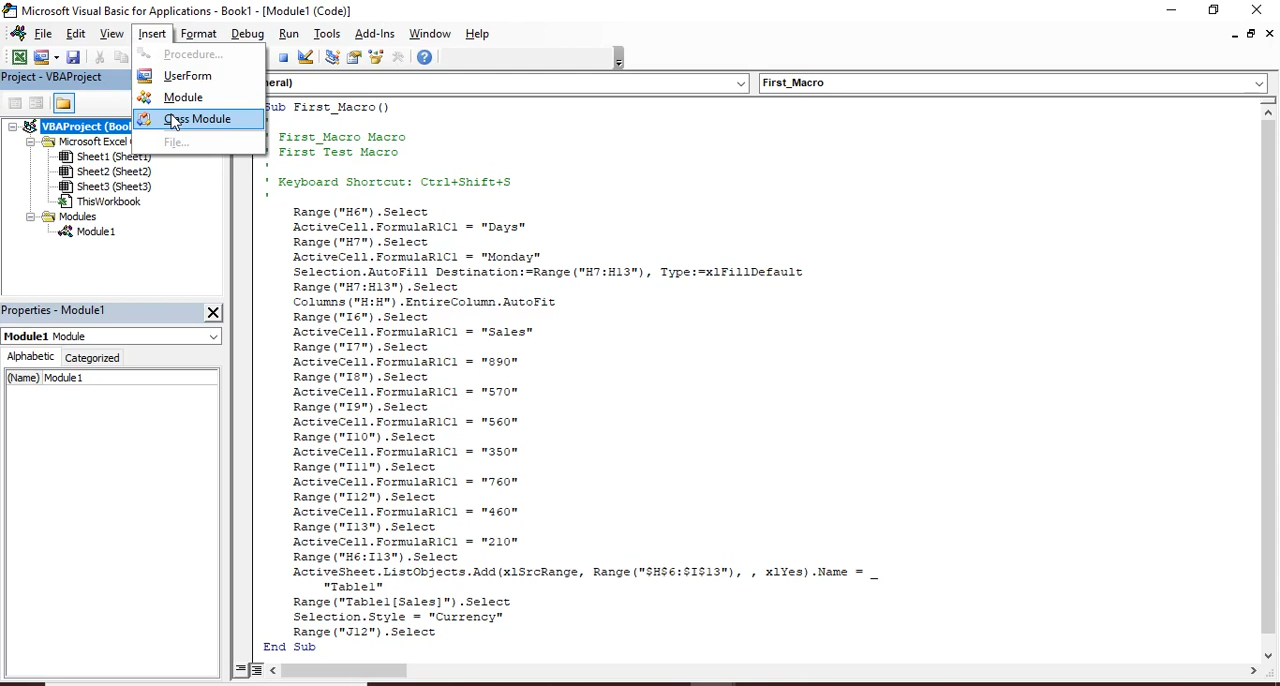 Microsoft Visual Basic for Applications - Book1 - [Module1 (Code)]
File Edit View Insert Format Debug Run Tools Add-Ins Window Help
Procedure...
UserForm
Module
Class Module
File...
Project - VBAProject
VBAProject (Bool
Microsoft Excel
Sheet1 (Sheet1)
Sheet2 (Sheet2)
Sheet3 (Sheet3)
ThisWorkbook
Modules
Module1
Properties - Module1
Module1 Module
Alphabetic Categorized
(Name) Module1
eral) First_Macro
Sub First_Macro()
'
' First_Macro Macro
' First Test Macro
'
' Keyboard Shortcut: Ctrl+Shift+S
'
Range("H6").Select
ActiveCell.FormulaR1C1 = "Days"
Range("H7").Select
ActiveCell.FormulaR1C1 = "Monday"
Selection.AutoFill Destination:=Range("H7:H13"), Type:=xlFillDefault
Range("H7:H13").Select
Columns("H:H").EntireColumn.AutoFit
Range("I6").Select
ActiveCell.FormulaR1C1 = "Sales"
Range("I7").Select
ActiveCell.FormulaR1C1 = "890"
Range("I8").Select
ActiveCell.FormulaR1C1 = "570"
Range("I9").Select
ActiveCell.FormulaR1C1 = "560"
Range("I10").Select
ActiveCell.FormulaR1C1 = "350"
Range("I11").Select
ActiveCell.FormulaR1C1 = "760"
Range("I12").Select
ActiveCell.FormulaR1C1 = "460"
Range("I13").Select
ActiveCell.FormulaR1C1 = "210"
Range("H6:I13").Select
ActiveSheet.ListObjects.Add(xlSrcRange, Range("$H$6:$I$13"), , xlYes).Name = _
"Table1"
Range("Table1[Sales]").Select
Selection.Style = "Currency"
Range("J12").Select
End Sub